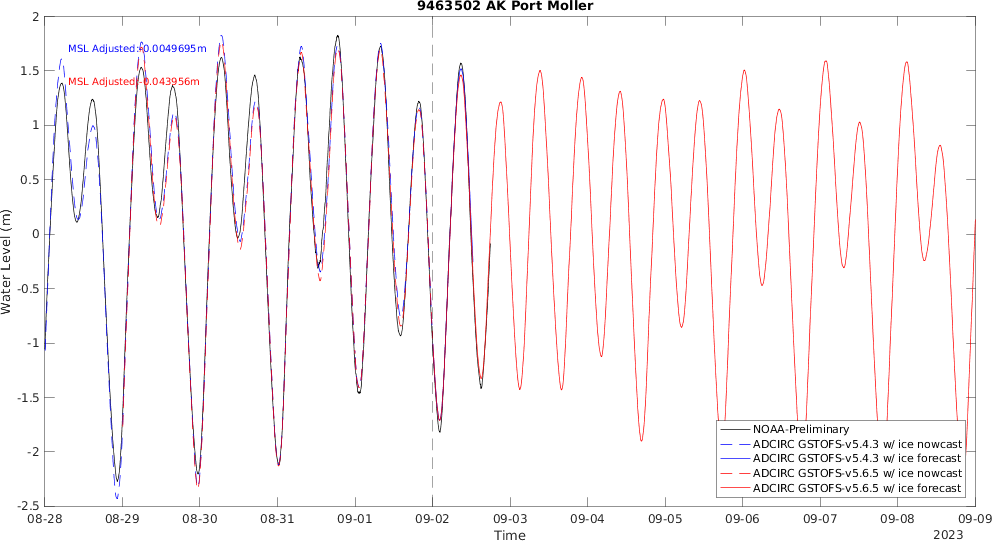 9463502 AK Port Moller
MSL Adjusted:-0.0049695m
MSL Adjusted:-0.043956m
Water Level (m)
2
1.5
1
0.5
0
-0.5
-1
-1.5
-2
-2.5
NOAA-Preliminary
ADCIRC GSTOFS-v5.4.3 w/ ice nowcast
ADCIRC GSTOFS-v5.4.3 w/ ice forecast
ADCIRC GSTOFS-v5.6.5 w/ ice nowcast
ADCIRC GSTOFS-v5.6.5 w/ ice forecast
08-28 08-29 08-30 08-31 09-01 09-02 09-03 09-04 09-05 09-06 09-07 09-08 09-09
Time
2023